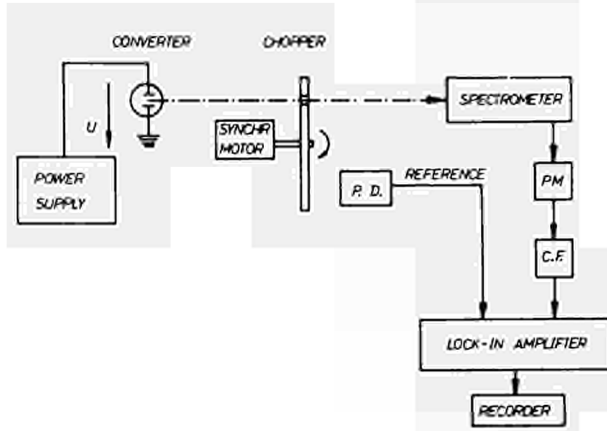 CONVERTER
CHOPPER
SPECTROMETER
U
SYNCHR
MOTOR
POWER
SUPPLY
P. D.
REFERENCE
PM
C.F.
LOCK-IN AMPLIFIER
RECORDER